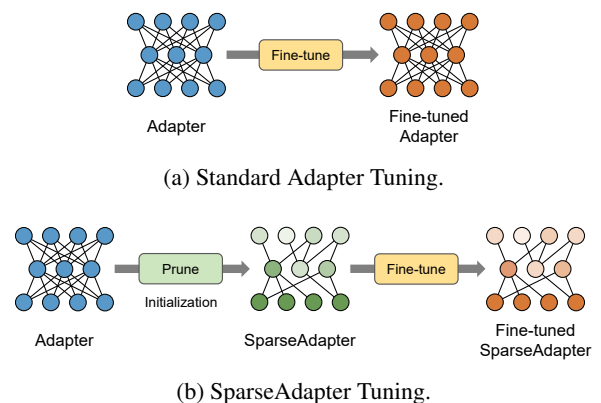 Fine-tune
Adapter
Fine-tuned
Adapter
(a) Standard Adapter Tuning.
Prune
Fine-tune
Initialization
Adapter
SparseAdapter
Fine-tuned
SparseAdapter
(b) SparseAdapter Tuning.